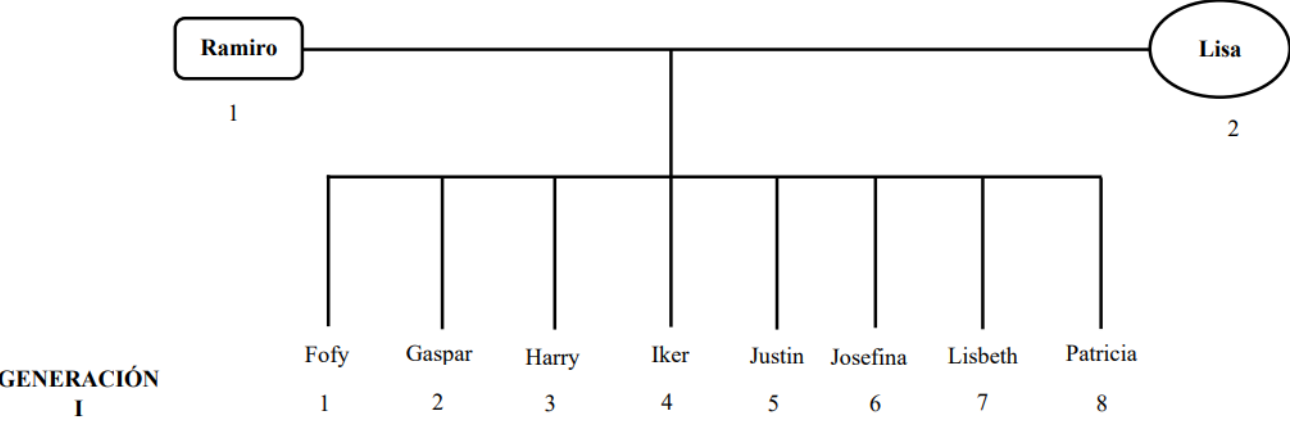 Ramiro
Lisa
1
2
Fofy Gaspar Harry Iker Justin Josefina Lisbeth Patricia
GENERACIÓN
I
1 2 3 4 5 6 7 8